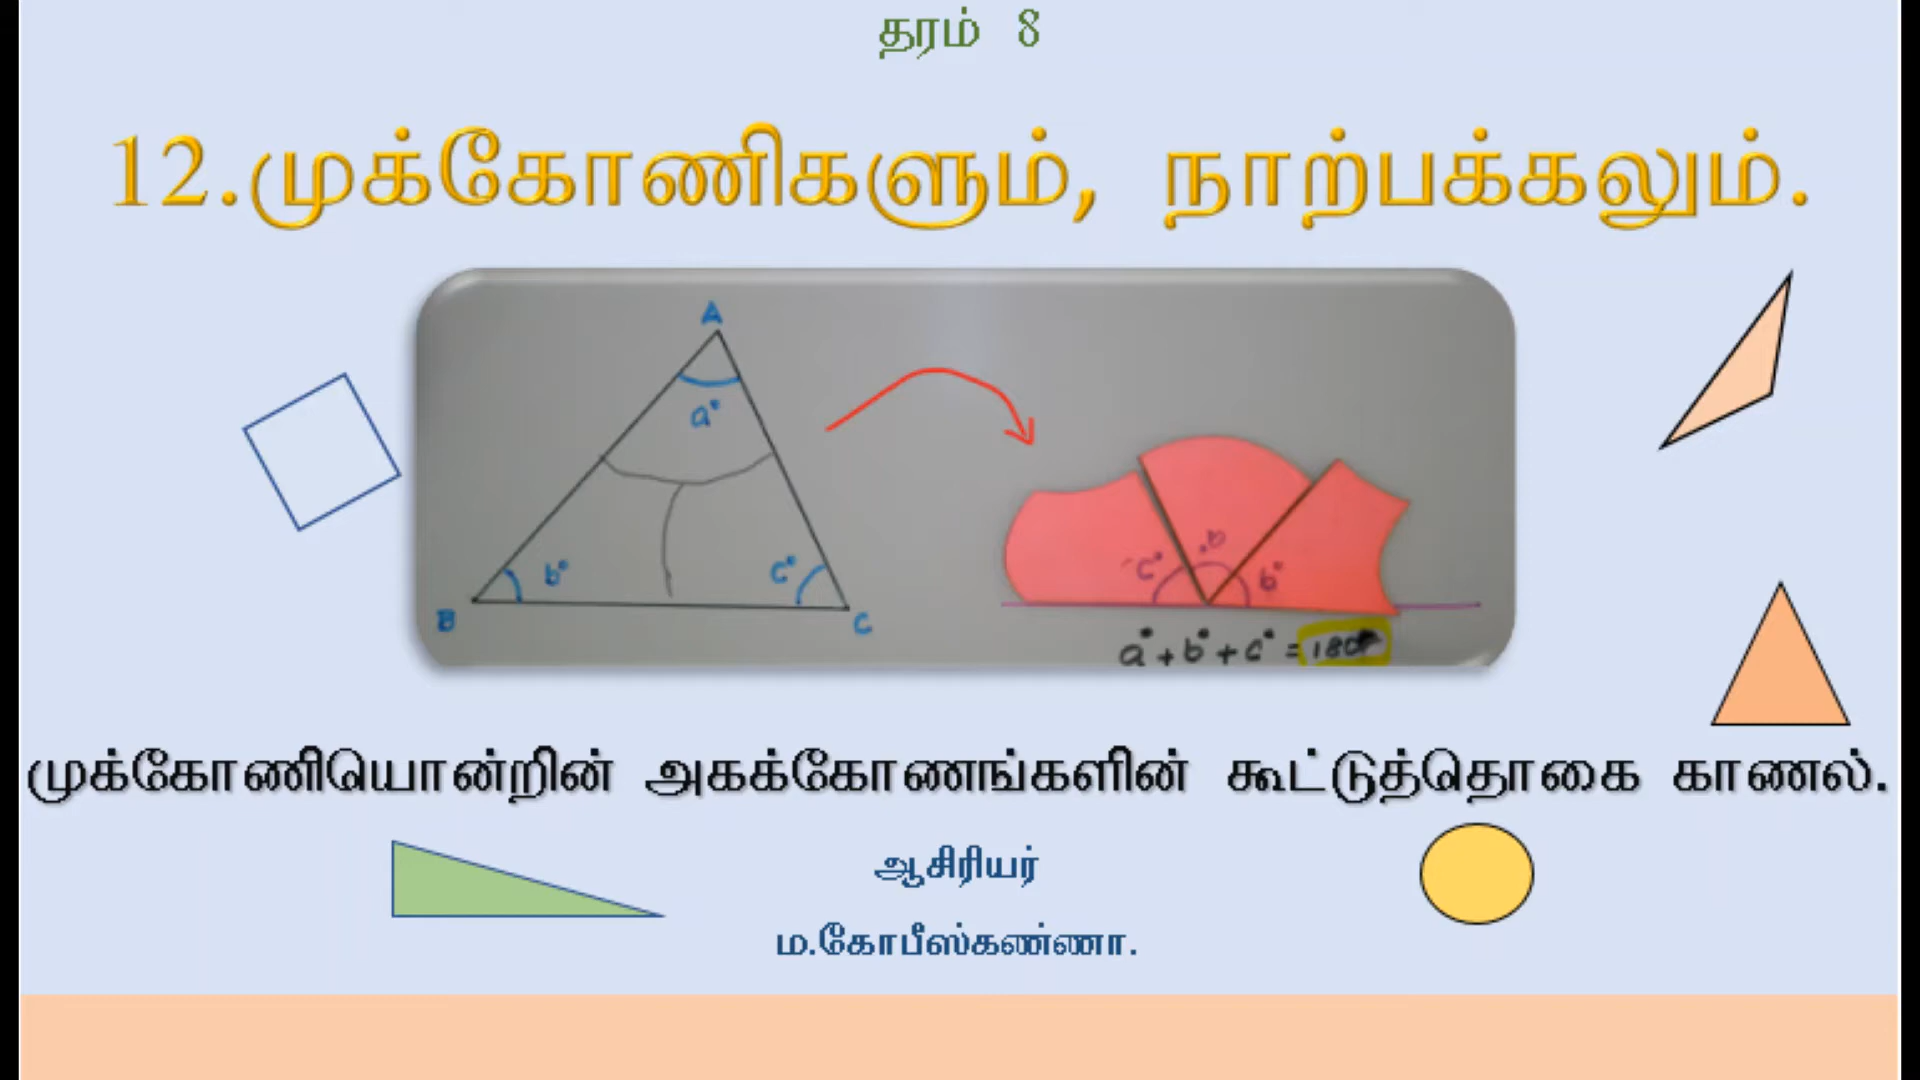 தரம் 8
12.முக்கோணிகளும், நாற்பக்கலும்.
A
a°
b°
c°
B
C
c°
b°
a° + b° + c° = 180°
முக்கோணியொன்றின் அகக்கோணங்களின் கூட்டுத்தொகை காணல்.
ஆசிரியர்
ம.கோபீஸ்கண்ணா.